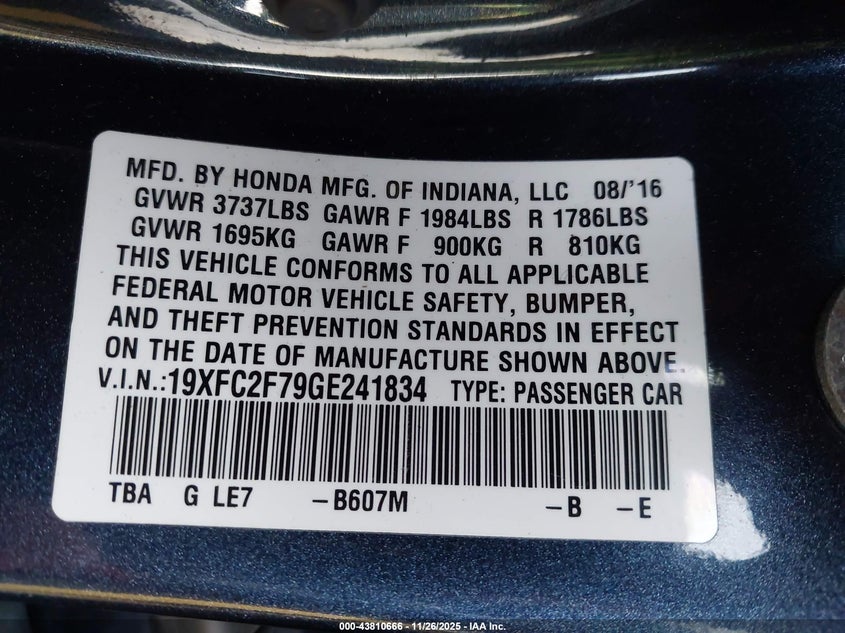 MFD. BY HONDA MFG. OF INDIANA, LLC 08/'16
GVWR 3737LBS GAWR F 1984LBS R 1786LBS
GVWR 1695KG GAWR F 900KG R 810KG
THIS VEHICLE CONFORMS TO ALL APPLICABLE
FEDERAL MOTOR VEHICLE SAFETY, BUMPER,
AND THEFT PREVENTION STANDARDS IN EFFECT
ON THE DATE OF MANUFACTURE SHOWN ABOVE.
V.I.N.:19XFC2F79GE241834 TYPE: PASSENGER CAR
TBA G LE7 -B607M -B -E
000-43810666 - 11/26/2025 - IAA Inc.